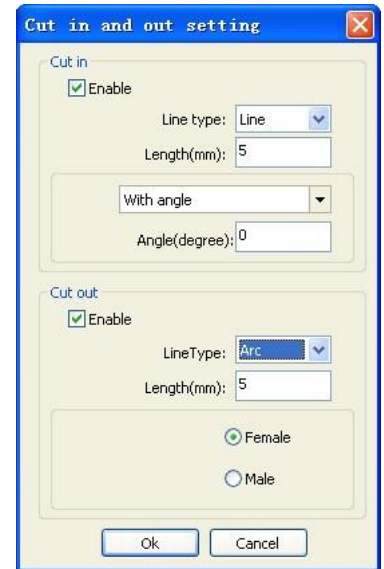 Cut in and out setting
Cut in
Enable
Line type: Line
Length(mm): 5
With angle
Angle(degree): 0
Cut out
Enable
LineType: Arc
Length(mm): 5
Female
Male
Ok Cancel